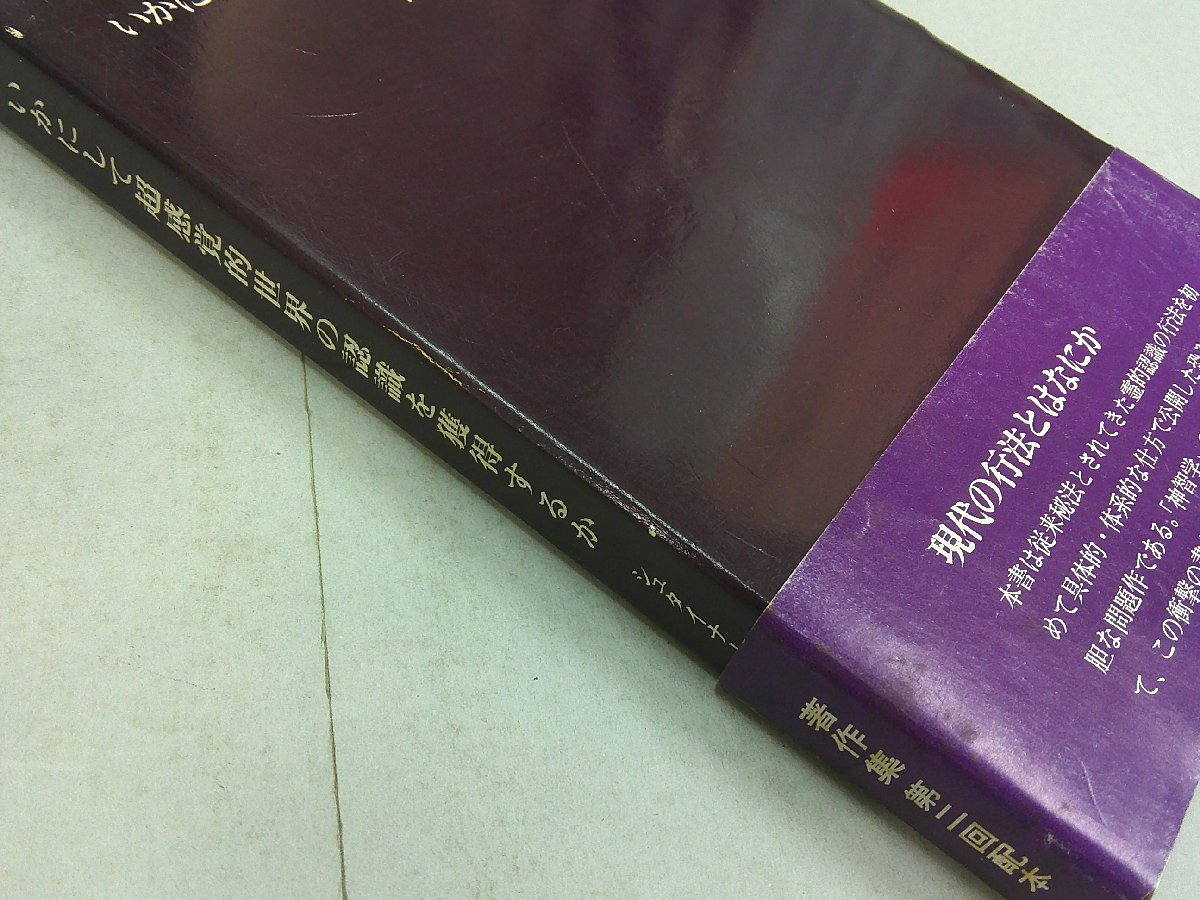 いかに
いかにして超感覚的世界の認識を獲得するか
シュタイナー
現代の行法とはなにか
本書は従来秘法とされてきた霊的認識の行法を初
めて具体的・体系的な仕方で公開した
胆な問題作である。「神智学
て、この衝撃の書
著作集 第二回配本